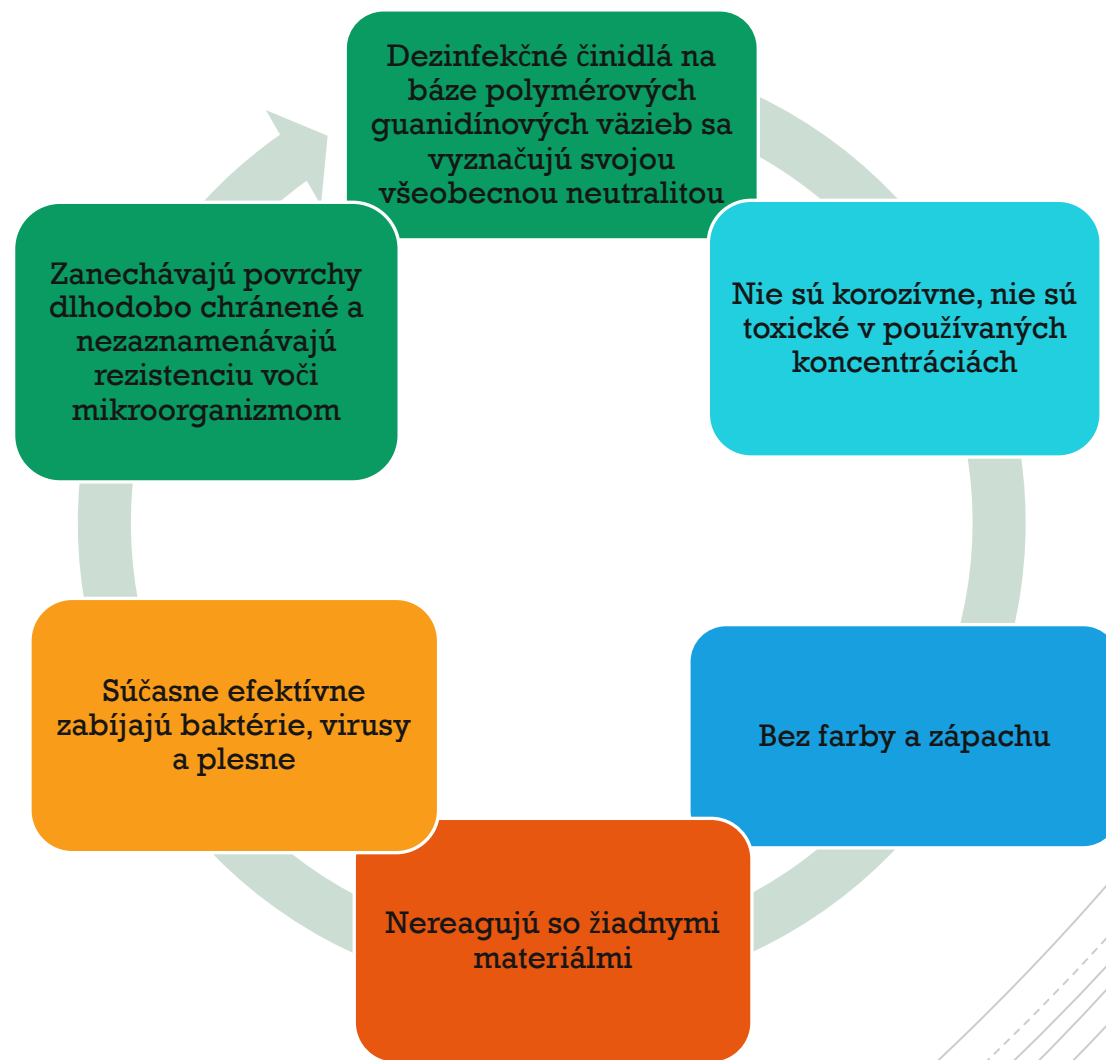 Dezinfekčné činidlá na
báze polymérových
guanidínových väzieb sa
vyznačujú svojou
všeobecnou neutralitou
Nie sú korozívne, nie sú
toxické v používaných
koncentráciách
Bez farby a zápachu
Nereagujú so žiadnymi
materiálmi
Súčasne efektívne
zabíjajú baktérie, virusy
a plesne
Zanechávajú povrchy
dlhodobo chránené a
nezaznamenávajú
rezistenciu voči
mikroorganizmom